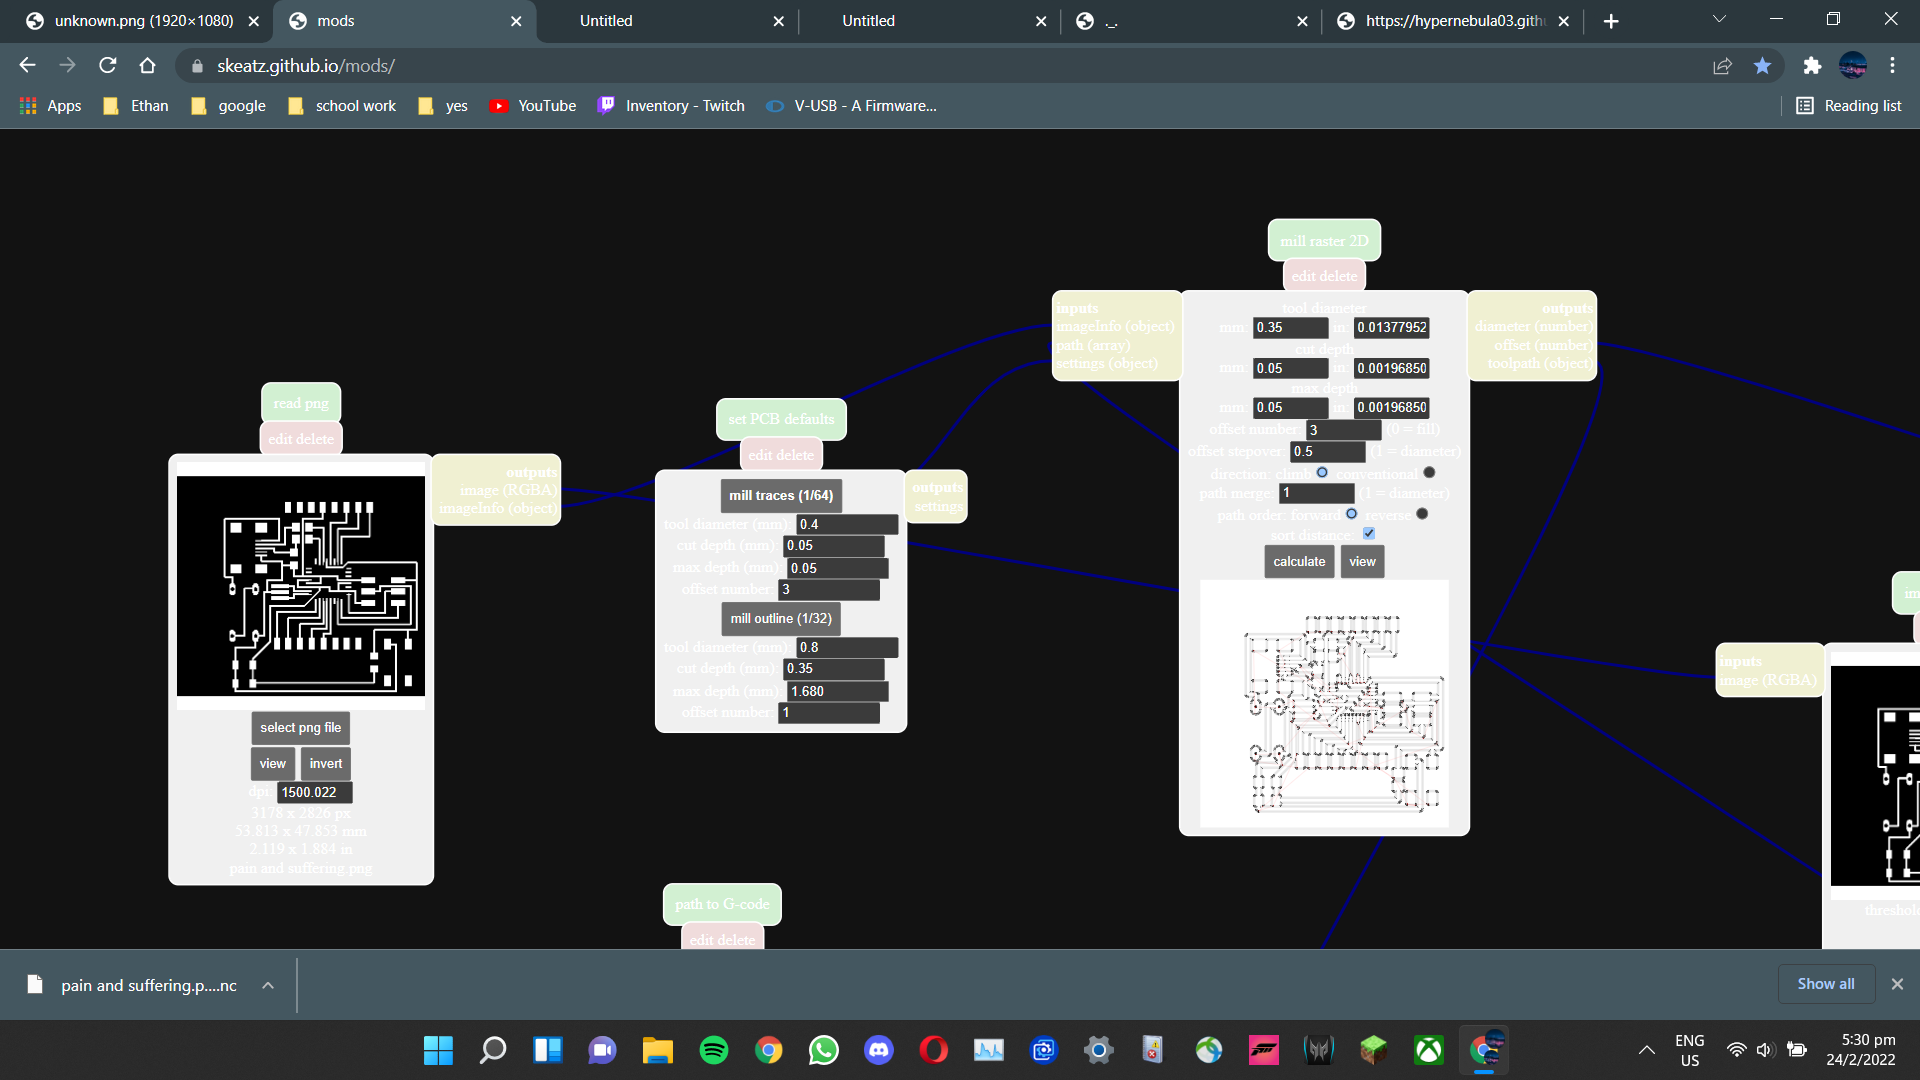 unknown.png (1920×1080)
mods
Untitled
Untitled
._.
https://hypernebula03.gith
skeatz.github.io/mods/
Apps
Ethan
google
school work
yes
YouTube
Inventory - Twitch
V-USB - A Firmware...
Reading list
read png
edit delete
outputs
image (RGBA)
imageInfo (object)
select png file
view
invert
dpi: 1500.022
3178 x 2826 px
53.813 x 47.853 mm
2.119 x 1.884 in
pain and suffering.png
set PCB defaults
edit delete
mill traces (1/64)
tool diameter (mm): 0.4
cut depth (mm): 0.05
max depth (mm): 0.05
offset number: 3
mill outline (1/32)
tool diameter (mm): 0.8
cut depth (mm): 0.35
max depth (mm): 1.680
offset number: 1
outputs
settings
path to G-code
edit delete
mill raster 2D
edit delete
inputs
imageInfo (object)
path (array)
settings (object)
tool diameter
mm: 0.35 in: 0.01377952
cut depth
mm: 0.05 in: 0.00196850
max depth
mm: 0.05 in: 0.00196850
offset number: 3 (0 = fill)
offset stepover: 0.5 (1 = diameter)
direction: climb conventional
path merge: 1 (1 = diameter)
path order: forward reverse
sort distance:
calculate
view
outputs
diameter (number)
offset (number)
toolpath (object)
im
inputs
image (RGBA)
threshold
pain and suffering.p....nc
Show all
ENG
US
5:30 pm
24/2/2022